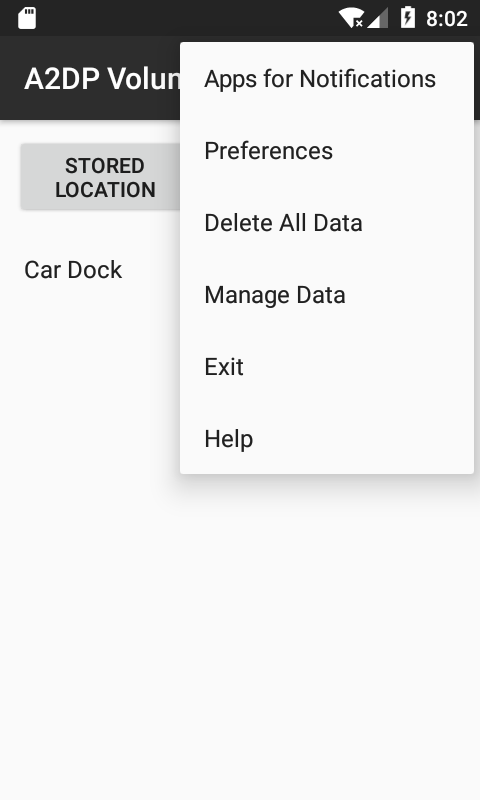 8:02
A2DP Volum
Apps for Notifications
Preferences
Delete All Data
Manage Data
Exit
Help
STORED
LOCATION
Car Dock